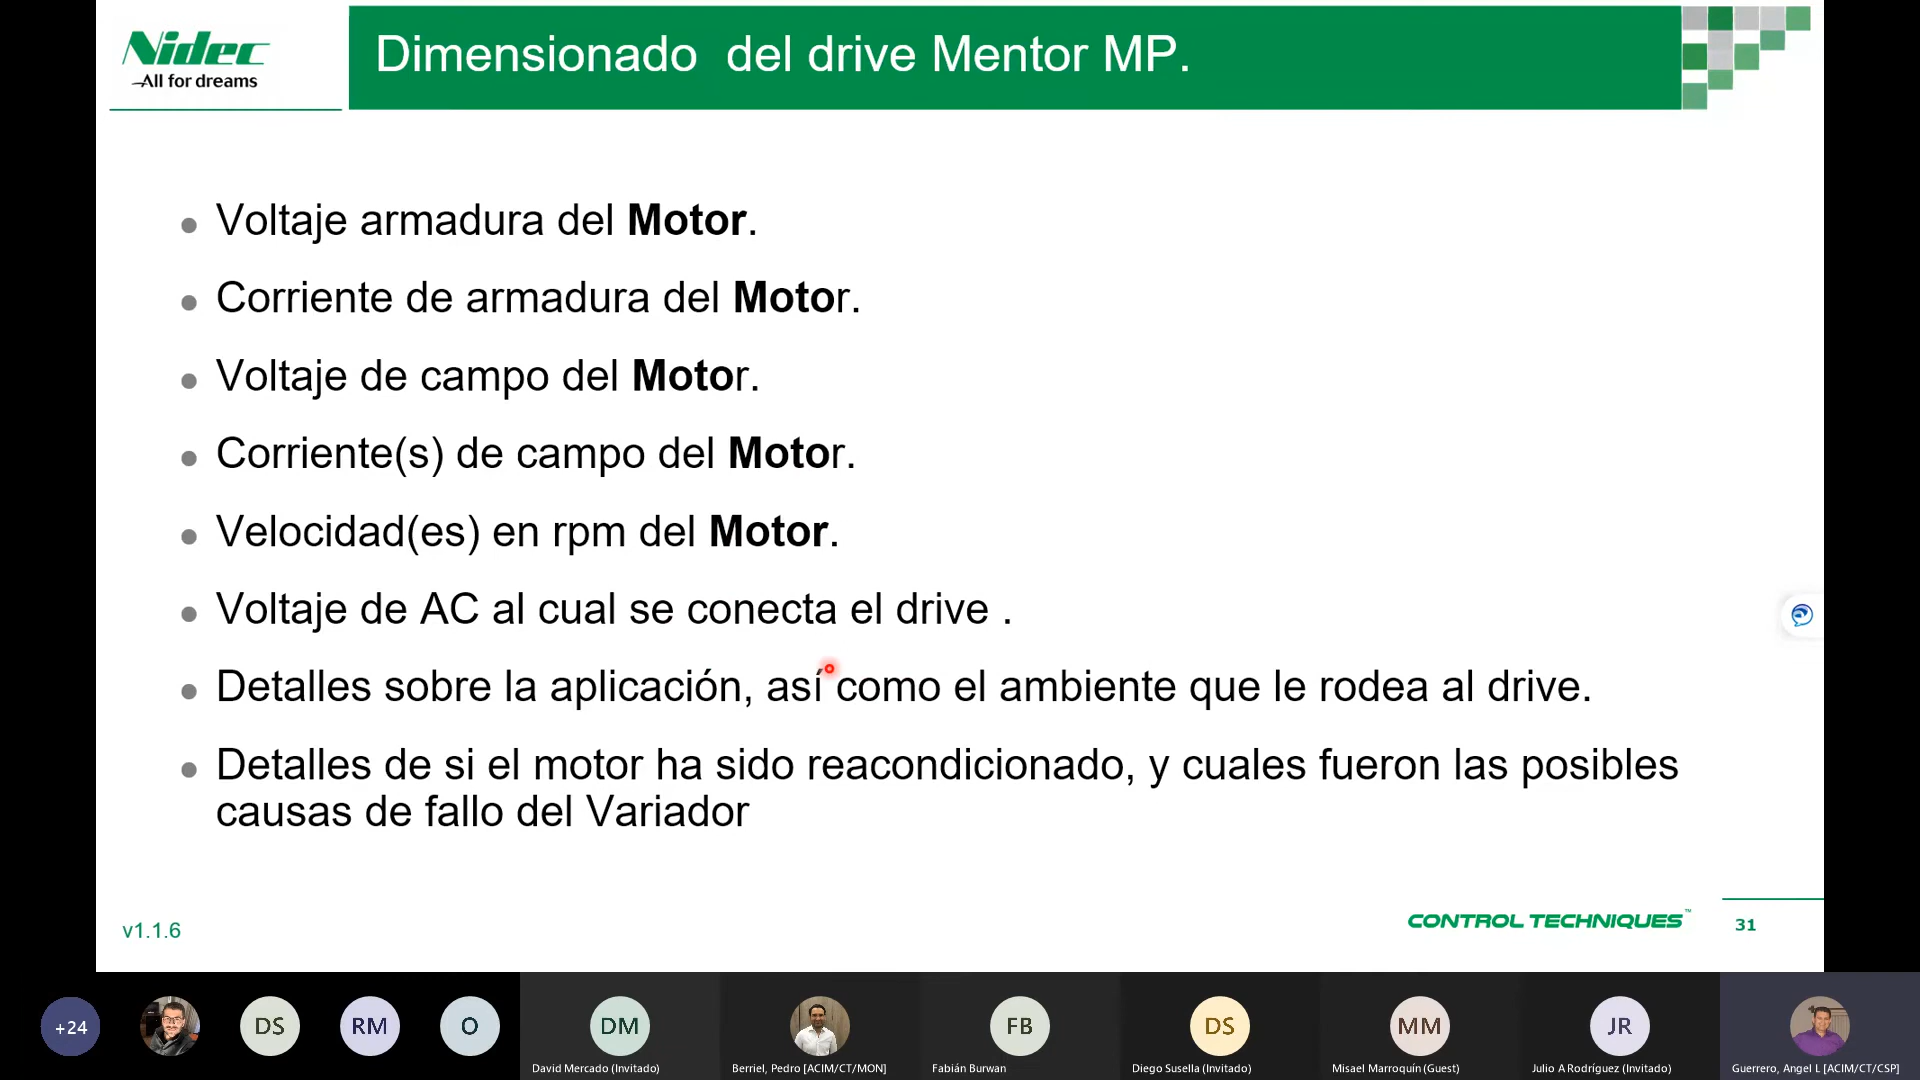 Nidec
All for dreams
Dimensionado del drive Mentor MP.
Voltaje armadura del Motor.
Corriente de armadura del Motor.
Voltaje de campo del Motor.
Corriente(s) de campo del Motor.
Velocidad(es) en rpm del Motor.
Voltaje de AC al cual se conecta el drive .
Detalles sobre la aplicación, así como el ambiente que le rodea al drive.
Detalles de si el motor ha sido reacondicionado, y cuales fueron las posibles
causas de fallo del Variador
v1.1.6
CONTROL TECHNIQUES™
31
+24
DS
RM
O
DM
FB
DS
MM
JR
David Mercado (Invitado)
Berriel, Pedro [ACIM/CT/MON]
Fabián Burwan
Diego Susella (Invitado)
Misael Marroquín (Guest)
Julio A Rodríguez (Invitado)
Guerrero, Angel L [ACIM/CT/CSP]